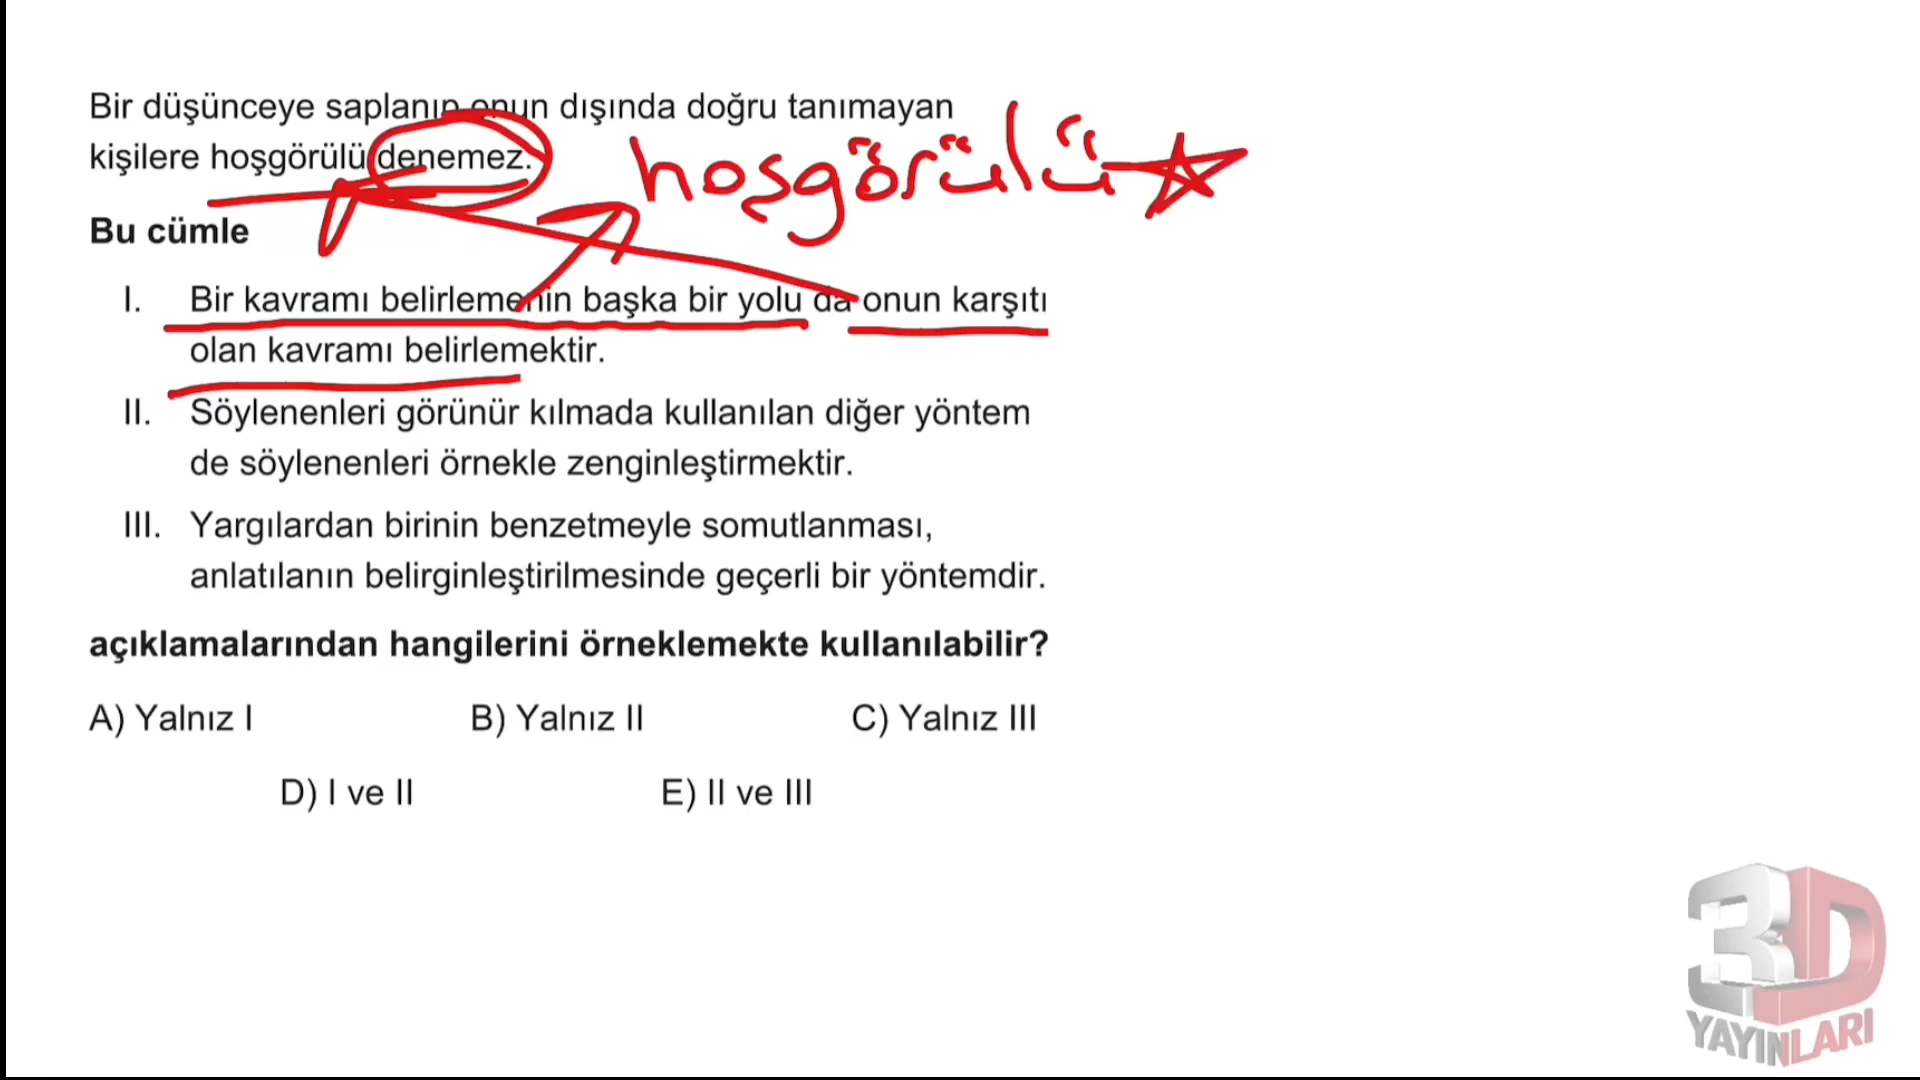 Bir düşünceye saplanıp onun dışında doğru tanımayan
kişilere hoşgörülü denemez.
hoşgörülü
Bu cümle
I. Bir kavramı belirlemenin başka bir yolu da onun karşıtı
olan kavramı belirlemektir.
II. Söylenenleri görünür kılmada kullanılan diğer yöntem
de söylenenleri örnekle zenginleştirmektir.
III. Yargılardan birinin benzetmeyle somutlanması,
anlatılanın belirginleştirilmesinde geçerli bir yöntemdir.
açıklamalarından hangilerini örneklemekte kullanılabilir?
A) Yalnız I B) Yalnız II C) Yalnız III
D) I ve II E) II ve III
3D
YAYINLARI